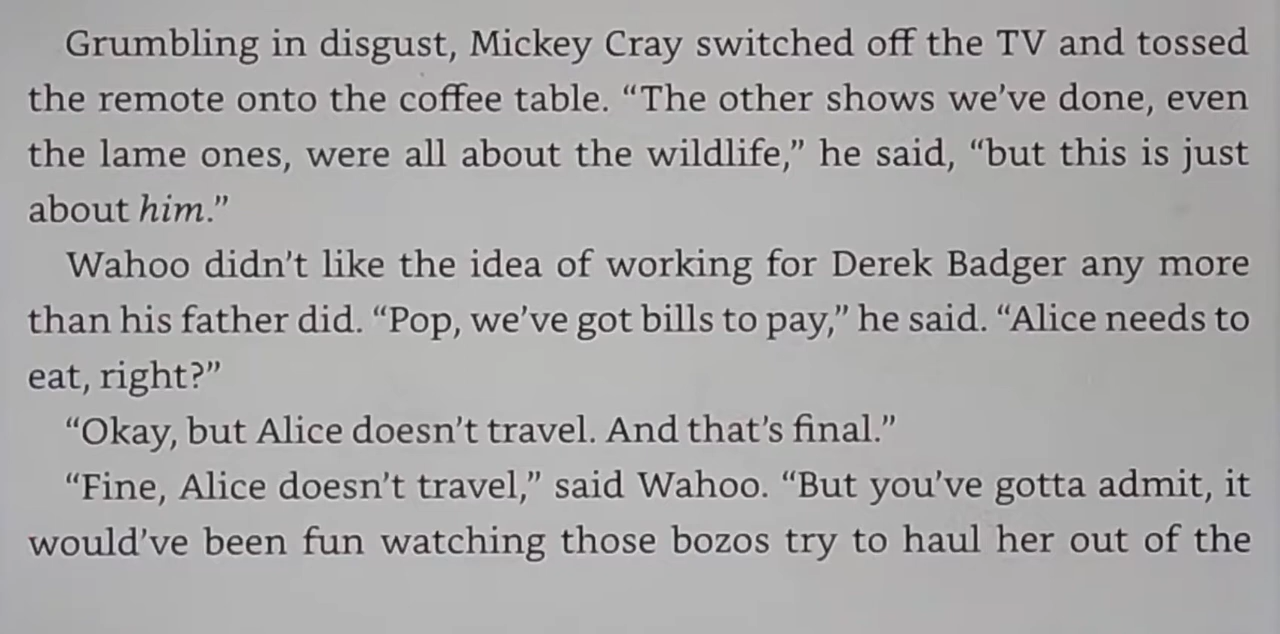 Grumbling in disgust, Mickey Cray switched off the TV and tossed
the remote onto the coffee table. “The other shows we’ve done, even
the lame ones, were all about the wildlife,” he said, “but this is just
about him.”
Wahoo didn’t like the idea of working for Derek Badger any more
than his father did. “Pop, we’ve got bills to pay,” he said. “Alice needs to
eat, right?”
“Okay, but Alice doesn’t travel. And that’s final.”
“Fine, Alice doesn’t travel,” said Wahoo. “But you’ve gotta admit, it
would’ve been fun watching those bozos try to haul her out of the